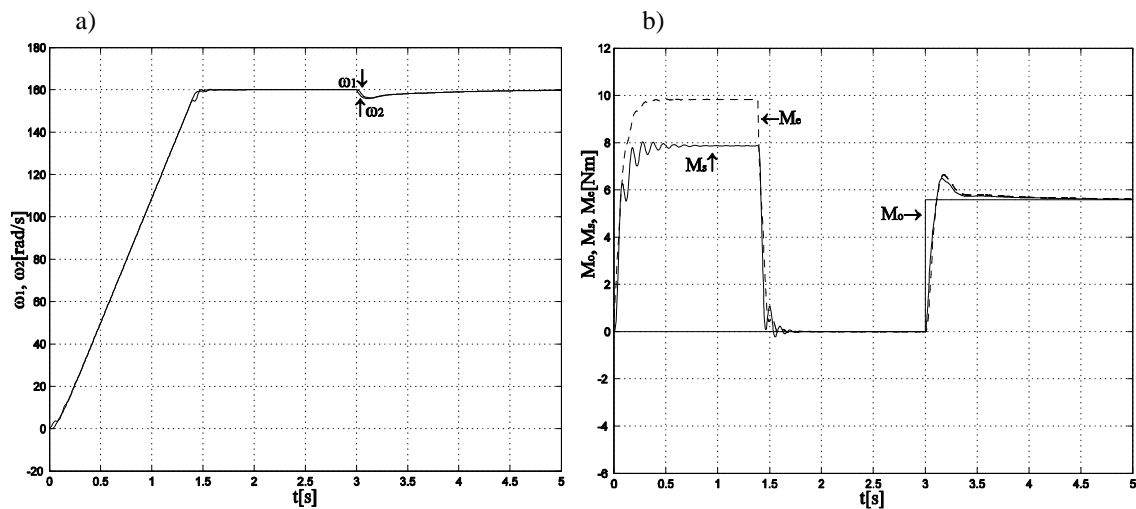 a)
180
160
140
120
100
80
60
40
20
0
-20
ω1, ω2[rad/s]
ω1
ω2
0 0.5 1 1.5 2 2.5 3 3.5 4 4.5 5
t[s]
b)
12
10
8
6
4
2
0
-2
-4
-6
Mo, Ms, Me[Nm]
←Me
Ms↑
Mo→
0 0.5 1 1.5 2 2.5 3 3.5 4 4.5 5
t[s]